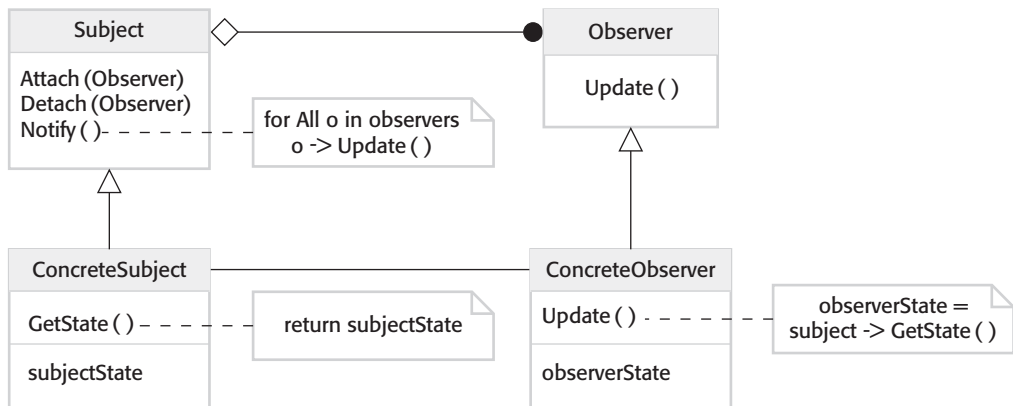 Subject
Attach (Observer)
Detach (Observer)
Notify ( )
for All o in observers
o -> Update ( )
Observer
Update ( )
ConcreteSubject
GetState ( )
subjectState
return subjectState
ConcreteObserver
Update ( )
observerState
observerState =
subject -> GetState ( )